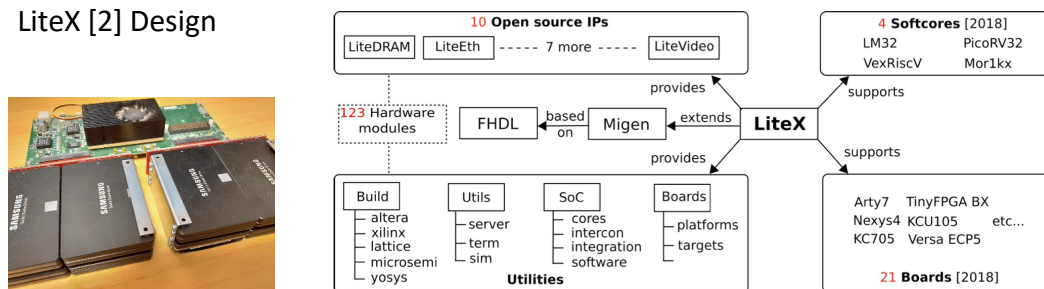 LiteX [2] Design
SAMSUNG
SAMSUNG
SAMSUNG
SAMSUNG
10 Open source IPs
LiteDRAM
LiteEth
7 more
LiteVideo
4 Softcores [2018]
LM32 PicoRV32
VexRiscV Mor1kx
provides
supports
123 Hardware
modules
FHDL
based
on
Migen
extends
LiteX
provides
supports
Build
altera
xilinx
lattice
microsemi
yosys
Utils
server
term
sim
SoC
cores
intercon
integration
software
Boards
platforms
targets
Utilities
Arty7 TinyFPGA BX
Nexys4 KCU105 etc...
KC705 Versa ECP5
21 Boards [2018]